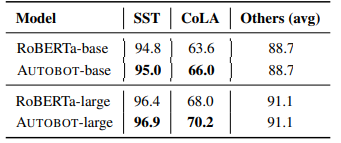 Model SST CoLA Others (avg)
RoBERTa-base 94.8 63.6 88.7
AUTOBOT-base 95.0 66.0 88.7
RoBERTa-large 96.4 68.0 91.1
AUTOBOT-large 96.9 70.2 91.1